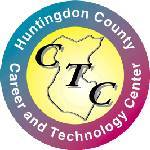 Huntingdon County
CTC
Career and Technology Center